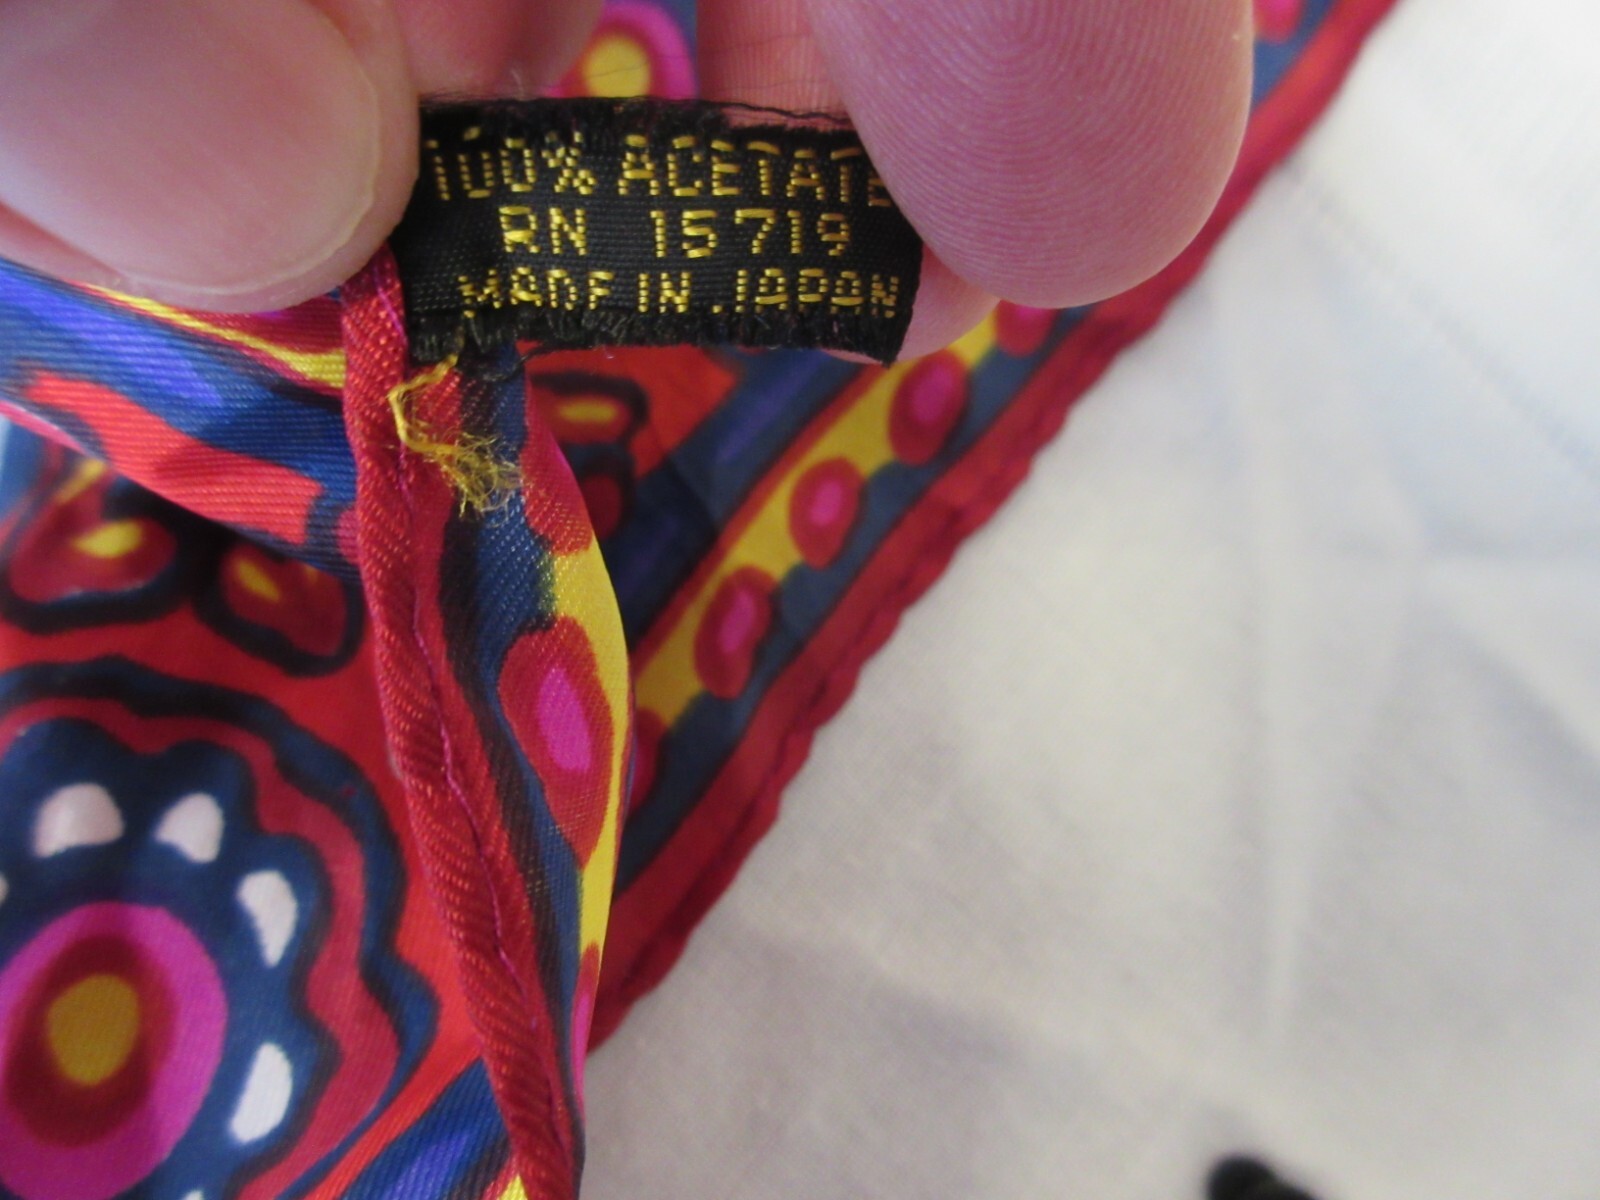 100% ACETATE
RN 15719
MADE IN JAPAN